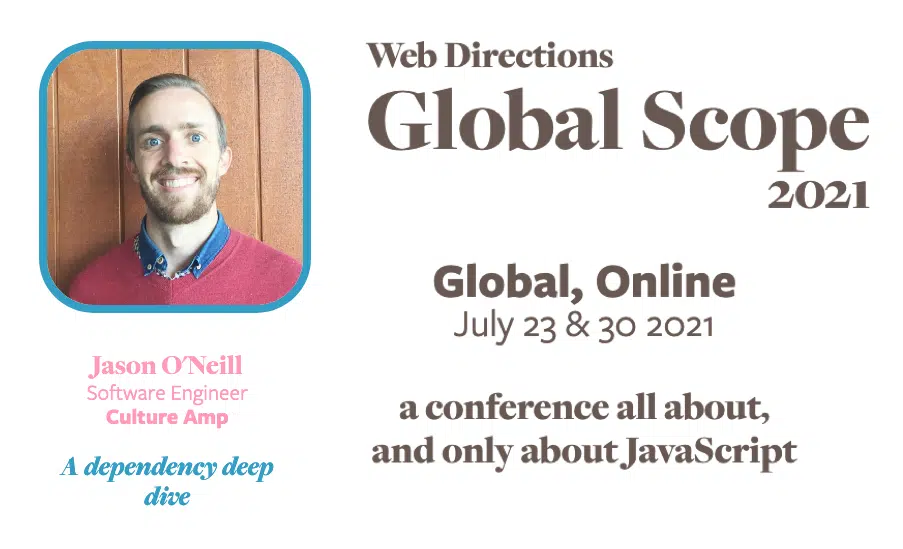 Web Directions
Global Scope
2021
Global, Online
July 23 & 30 2021
a conference all about,
and only about JavaScript
Jason O'Neill
Software Engineer
Culture Amp
A dependency deep
dive